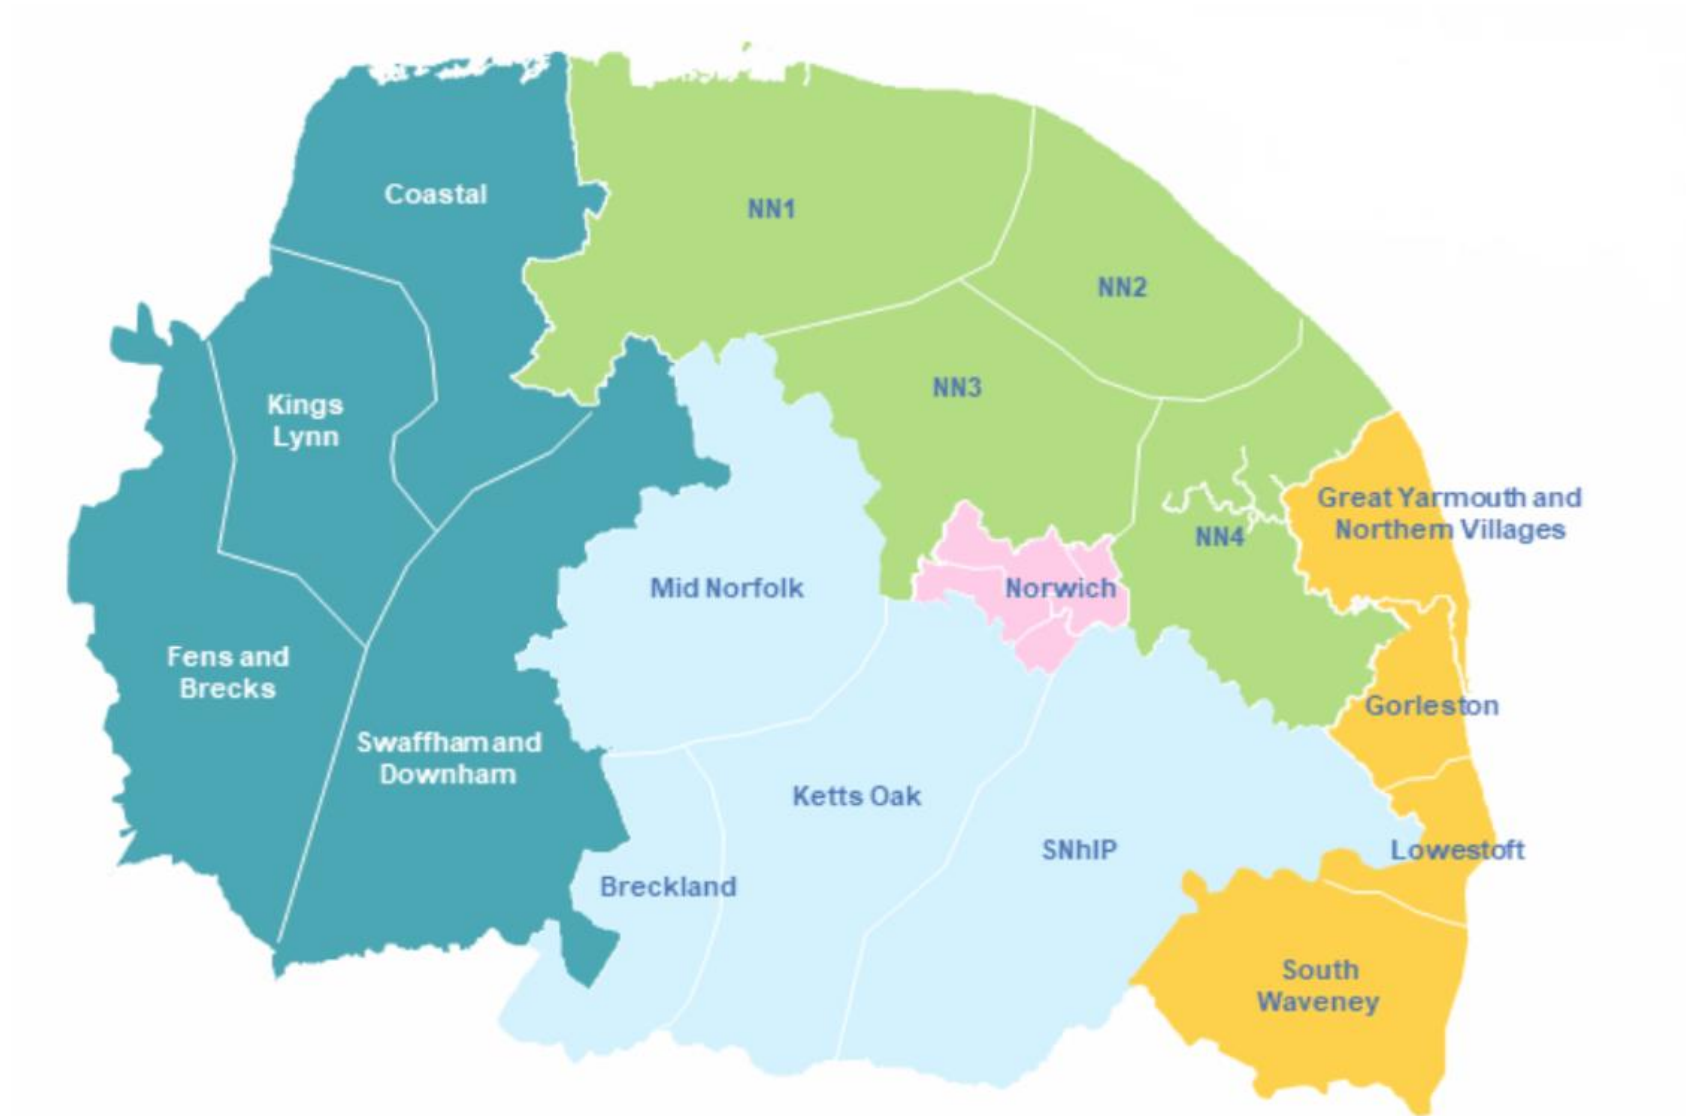 Coastal
NN1
NN2
Kings
Lynn
NN3
Great Yarmouth and
Northern Villages
NN4
Mid Norfolk
Norwich
Fens and
Brecks
Gorleston
Swaffham and
Downham
Ketts Oak
SNhIP
Lowestoft
Breckland
South
Waveney